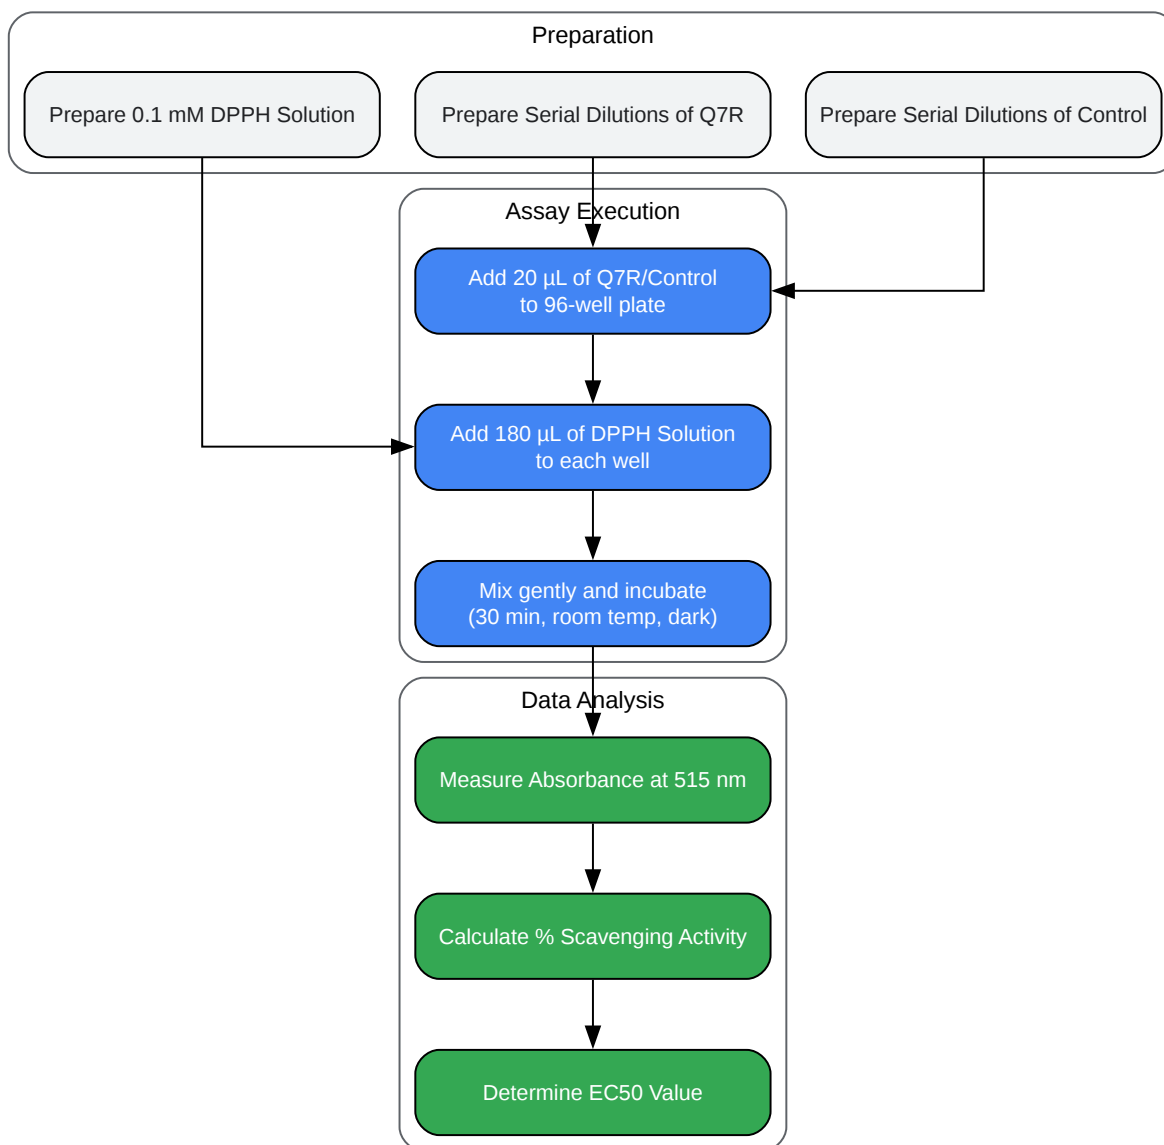 Preparation
Prepare 0.1 mM DPPH Solution
Prepare Serial Dilutions of Q7R
Prepare Serial Dilutions of Control
Assay Execution
Add 20 µL of Q7R/Control
to 96-well plate
Add 180 µL of DPPH Solution
to each well
Mix gently and incubate
(30 min, room temp, dark)
Data Analysis
Measure Absorbance at 515 nm
Calculate % Scavenging Activity
Determine EC50 Value